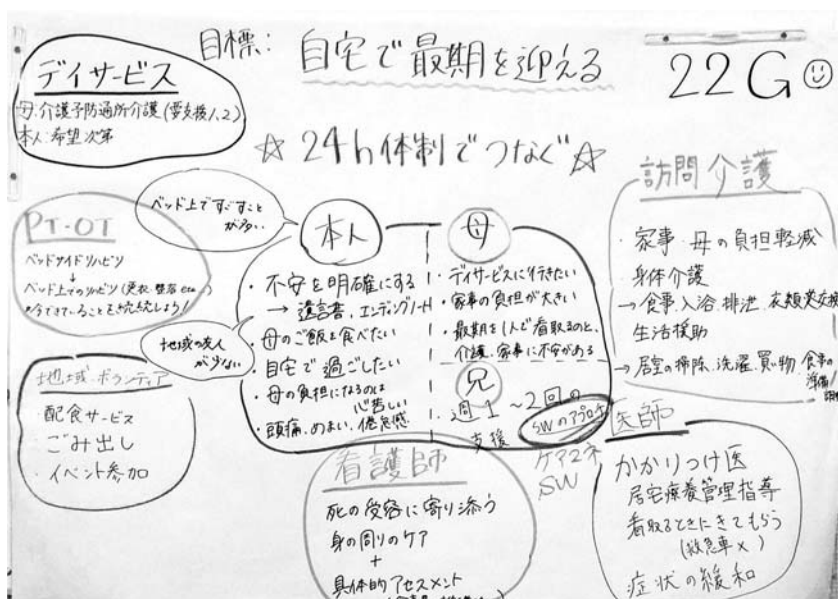 目標: 自宅で最期を迎える
22G
☆24h体制でつなぐ☆
デイサービス
母:介護予防通所介護(要支援1,2)
本人:希望次第
PT-OT
ベッドサイドリハビリ
↓
ベッド上でのリハビリ(更衣・整容etc.)
今できていることを続けよう!
地域・ボランティア
・配食サービス
・ごみ出し
・イベント参加
ベッド上ですごすこと
が多い
地域の友人
が少ない
本人
・不安を明確にする
→遺言書、エンディングノート
・母のご飯を食べたい
・自宅で過ごしたい
・母の負担になるのは
心苦しい
・頭痛、めまい、倦怠感
母
・デイサービスに行きたい
・家事の負担が大きい
・最期を1人で看取るのと、
介護、家事に不安がある
兄
週1~2回の
支援
SWのアプローチ
ケアマネ
SW
看護師
死の受容に寄り添う
身の周りのケア
+
具体的アセスメント
訪問介護
・家事・母の負担軽減
・身体介護
→食事、入浴、排泄、衣類
生活援助
→居室の掃除、洗濯、買い物、食事の
準備
医師
かかりつけ医
居宅療養管理指導
看取るときにきてもらう
(救急車×)
症状の緩和